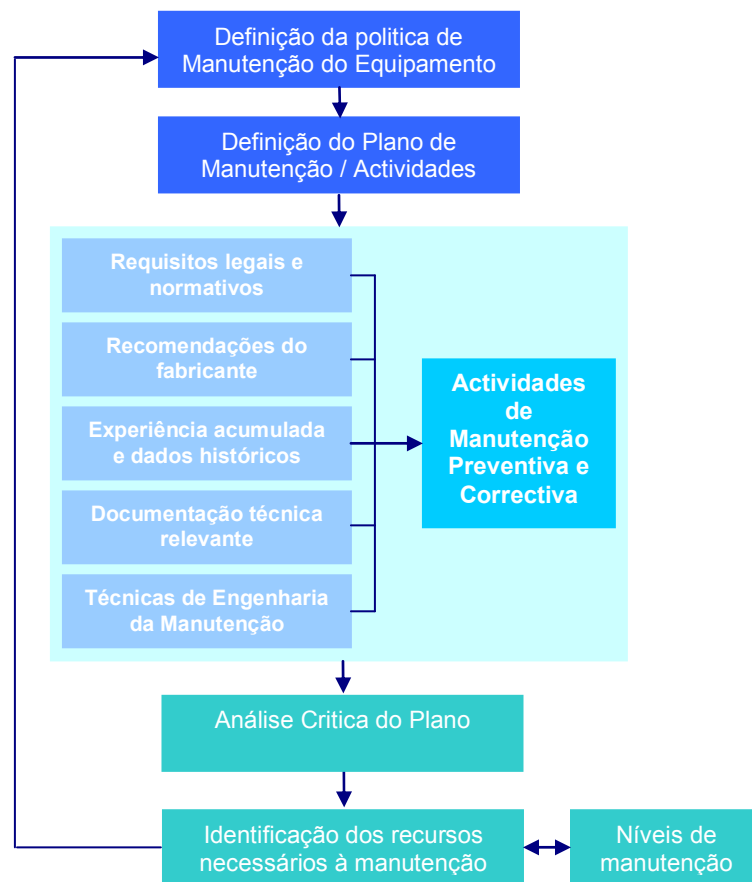 Definição da politica de
Manutenção do Equipamento
Definição do Plano de
Manutenção / Actividades
Requisitos legais e
normativos
Recomendações do
fabricante
Experiência acumulada
e dados históricos
Documentação técnica
relevante
Técnicas de Engenharia
da Manutenção
Actividades
de
Manutenção
Preventiva e
Correctiva
Análise Critica do Plano
Identificação dos recursos
necessários à manutenção
Níveis de
manutenção